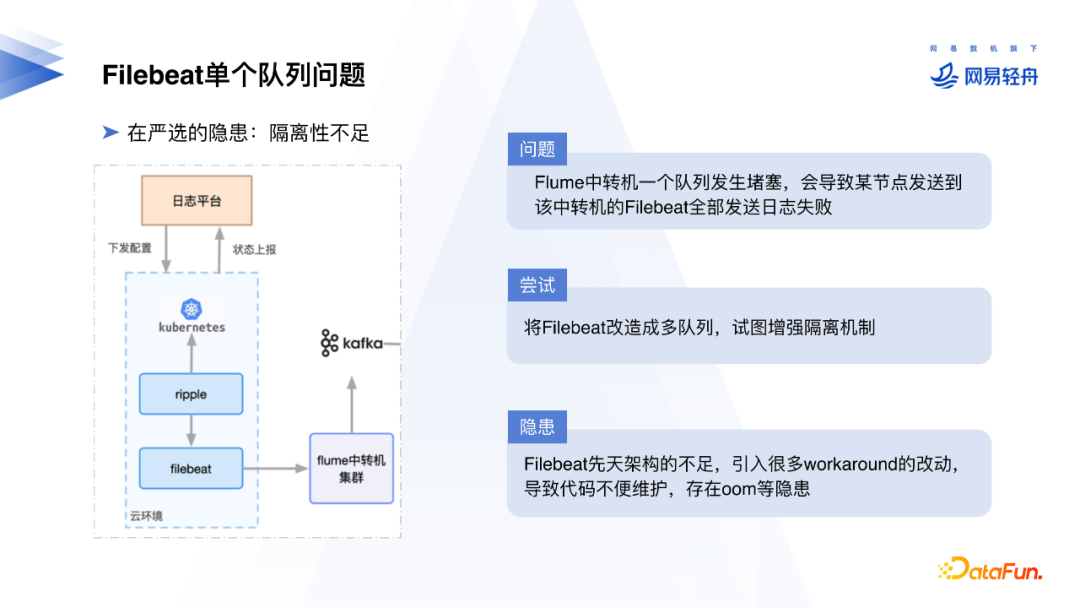 网易数帆旗下
网易轻舟
Filebeat单个队列问题
在严选的隐患：隔离性不足
日志平台
下发配置
状态上报
kubernetes
ripple
filebeat
云环境
kafka
flume中转机
集群
问题
Flume中转机一个队列发生堵塞，会导致某节点发送到
该中转机的Filebeat全部发送日志失败
尝试
将Filebeat改造成多队列，试图增强隔离机制
隐患
Filebeat先天架构的不足，引入很多workaround的改动，
导致代码不便维护，存在oom等隐患
DataFun.